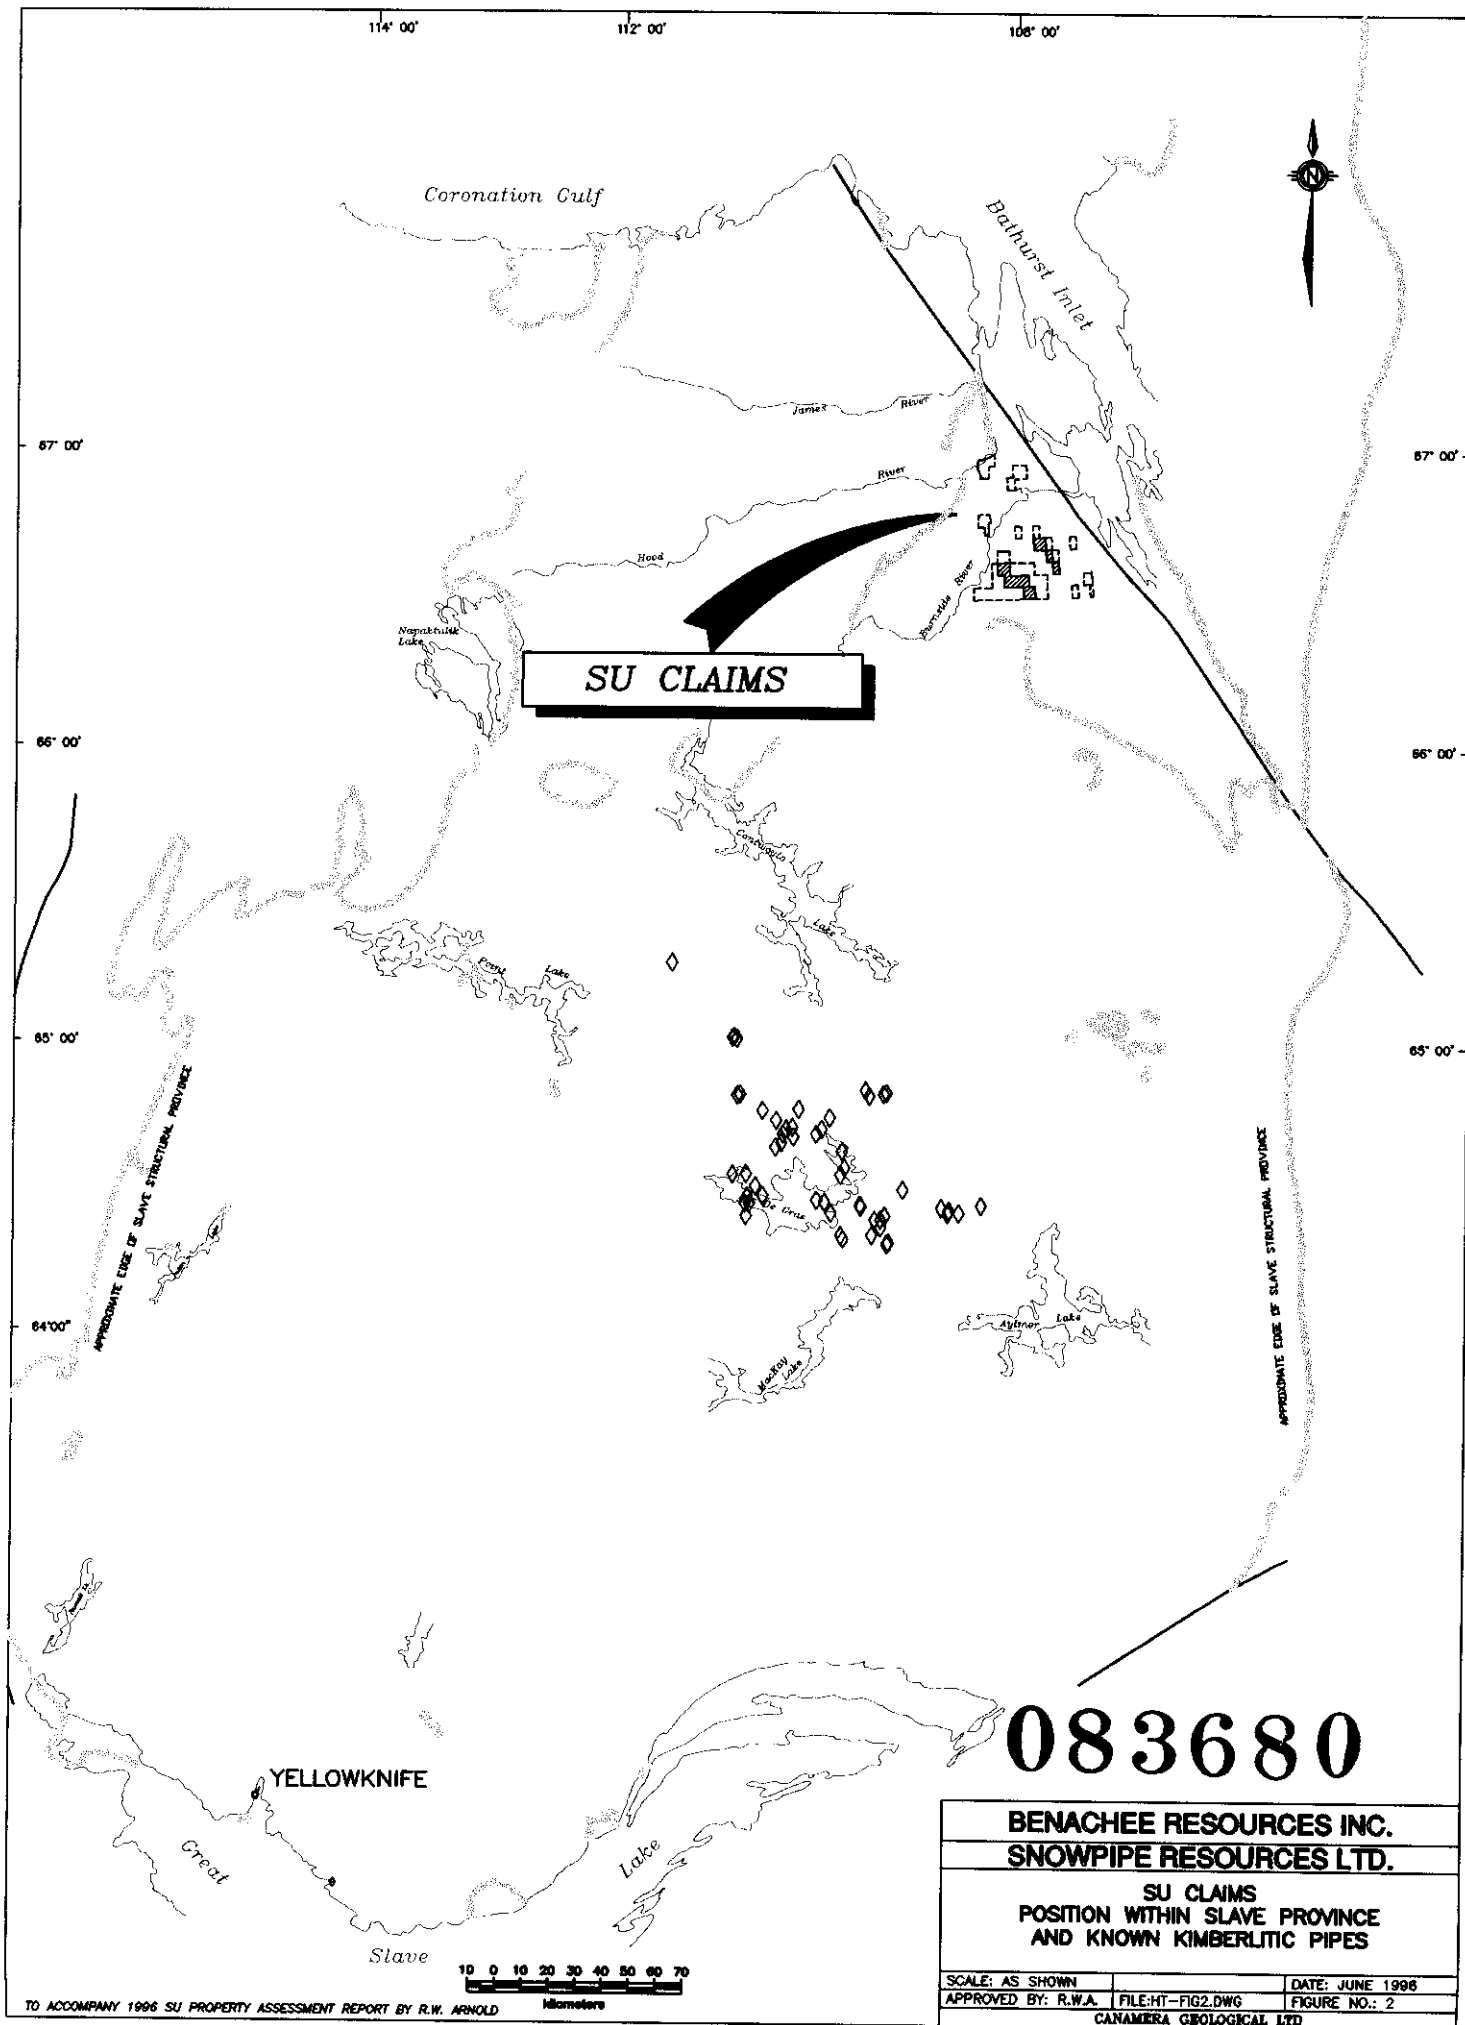 114° 00'
112° 00'
108° 00'
Coronation Gulf
Bathurst Inlet
N
James River
67° 00'
67° 00'
River
Hood
Burnside River
Napaktulik
Lake
SU CLAIMS
66° 00'
66° 00'
Contwoyto
Lake
Point Lake
65° 00'
65° 00'
APPROXIMATE EDGE OF SLAVE STRUCTURAL PROVINCE
APPROXIMATE EDGE OF SLAVE STRUCTURAL PROVINCE
De Gras
64°00"
Aylmer Lake
MacKay
Lake
083680
YELLOWKNIFE
Great
Slave
Lake
10 0 10 20 30 40 50 60 70
kilometers
TO ACCOMPANY 1996 SU PROPERTY ASSESSMENT REPORT BY R.W. ARNOLD
BENACHEE RESOURCES INC.
SNOWPIPE RESOURCES LTD.
SU CLAIMS
POSITION WITHIN SLAVE PROVINCE
AND KNOWN KIMBERLITIC PIPES
SCALE: AS SHOWN
DATE: JUNE 1996
APPROVED BY: R.W.A.
FILE:HT-FIG2.DWG
FIGURE NO.: 2
CANAMERA GEOLOGICAL LTD